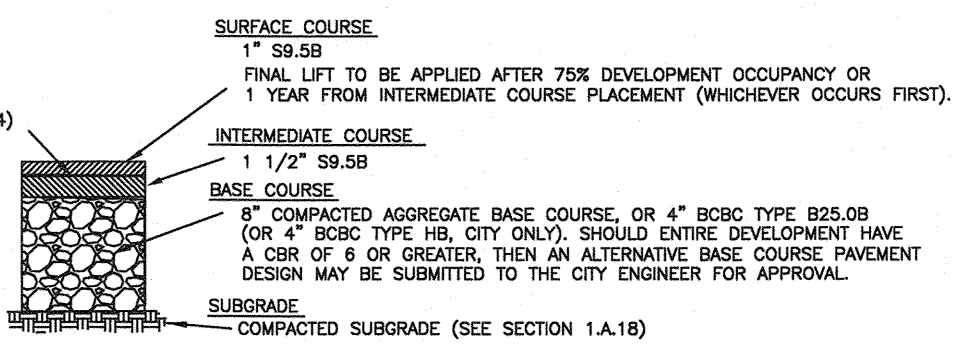 SURFACE COURSE
1" S9.5B
FINAL LIFT TO BE APPLIED AFTER 75% DEVELOPMENT OCCUPANCY OR
1 YEAR FROM INTERMEDIATE COURSE PLACEMENT (WHICHEVER OCCURS FIRST).
4)
INTERMEDIATE COURSE
1 1/2" S9.5B
BASE COURSE
8" COMPACTED AGGREGATE BASE COURSE, OR 4" BCBC TYPE B25.0B
(OR 4" BCBC TYPE HB, CITY ONLY). SHOULD ENTIRE DEVELOPMENT HAVE
A CBR OF 6 OR GREATER, THEN AN ALTERNATIVE BASE COURSE PAVEMENT
DESIGN MAY BE SUBMITTED TO THE CITY ENGINEER FOR APPROVAL.
SUBGRADE
COMPACTED SUBGRADE (SEE SECTION 1.A.18)